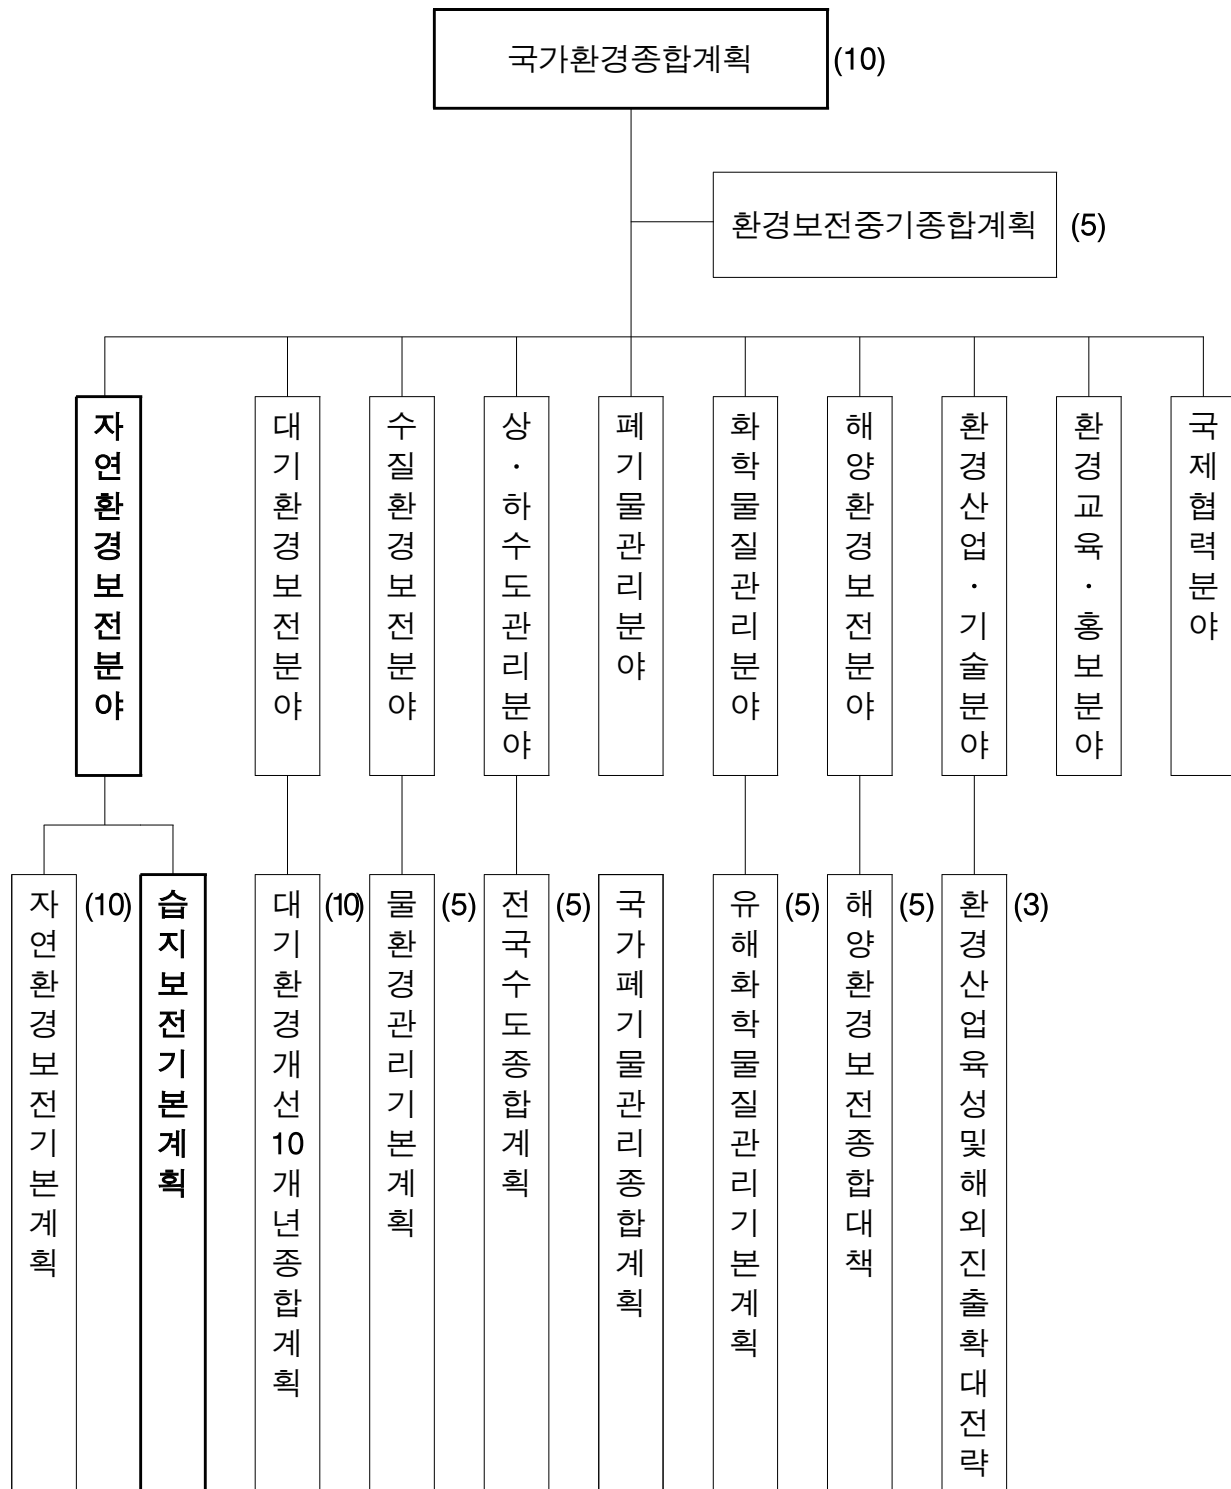 국가환경종합계획 (10)
환경보전중기종합계획 (5)
자연환경보전분야
대기환경보전분야
수질환경보전분야
상·하수도관리분야
폐기물관리분야
화학물질관리분야
해양환경보전분야
환경산업·기술분야
환경교육·홍보분야
국제협력분야
자연환경보전기본계획 (10)
습지보전기본계획
대기환경개선10개년종합계획 (10)
물환경관리기본계획 (5)
전국수도종합계획 (5)
국가폐기물관리종합계획
유해화학물질관리기본계획 (5)
해양환경보전종합대책 (5)
환경산업육성및해외진출확대전략 (3)